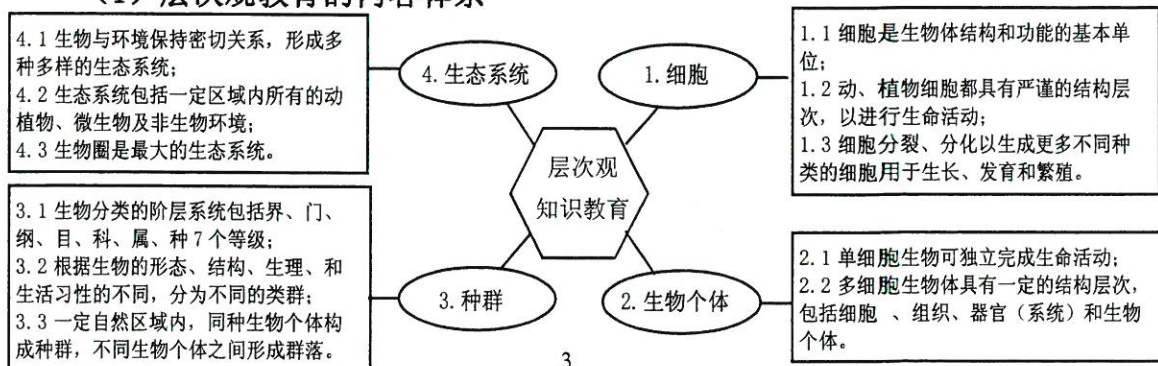 （1）层次观教育的内容体系
4.1 生物与环境保持密切关系，形成多
种多样的生态系统；
4.2 生态系统包括一定区域内所有的动
植物、微生物及非生物环境；
4.3 生物圈是最大的生态系统。
4.生态系统
1.细胞
1.1 细胞是生物体结构和功能的基本单
位；
1.2 动、植物细胞都具有严谨的结构层
次，以进行生命活动；
1.3 细胞分裂、分化以生成更多不同种
类的细胞用于生长、发育和繁殖。
层次观
知识教育
3.1 生物分类的阶层系统包括界、门、
纲、目、科、属、种 7 个等级；
3.2 根据生物的形态、结构、生理、和
生活习性的不同，分为不同的类群；
3.3 一定自然区域内，同种生物个体构
成种群，不同生物个体之间形成群落。
3.种群
2.生物个体
2.1 单细胞生物可独立完成生命活动；
2.2 多细胞生物体具有一定的结构层次，
包括细胞 、组织、器官（系统）和生物
个体。
3